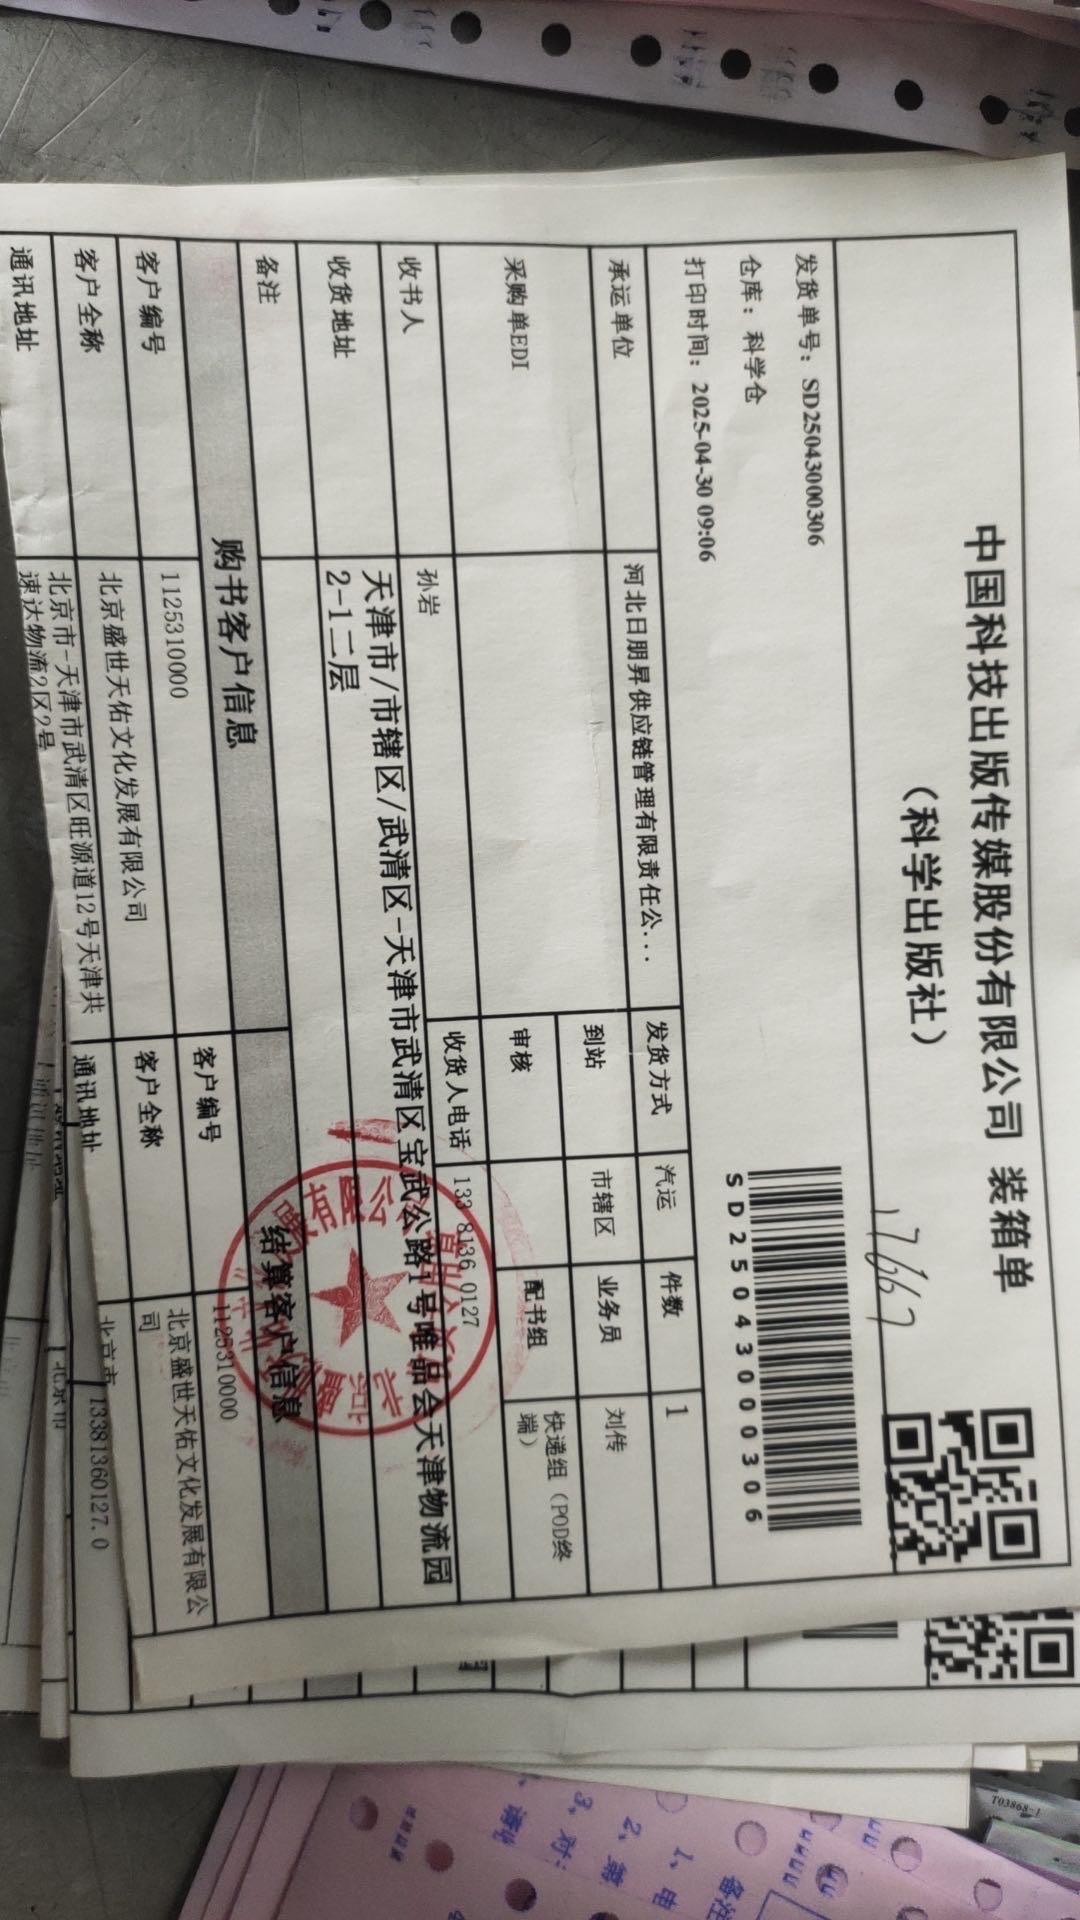 中国科技出版传媒股份有限公司 装箱单
（科学出版社）
17667
发货单号：SD250430000306
仓库：科学仓
打印时间：2025-04-30 09:06
SD250430000306
承运单位 河北日朋昇供应链管理有限责任公... 发货方式 汽运 件数 1
采购单EDI 到站 市辖区 业务员 刘传
审核 配书组 快递组（POD终端）
收书人 孙岩 收货人电话 133 8136 0127
收货地址 天津市/市辖区/武清区-天津市武清区宝武公路1号唯品会天津物流园
2-1二层
备注
购书客户信息 结算客户信息
客户编号 112531​0000 客户编号 1125310000
客户全称 北京盛世天佑文化发展有限公司 客户全称 北京盛世天佑文化发展有限公
司
通讯地址 北京市-天津市武清区旺源道12号天津共
速达物流2区2号
通讯地址 北京市
13381360127.0
T03868-1